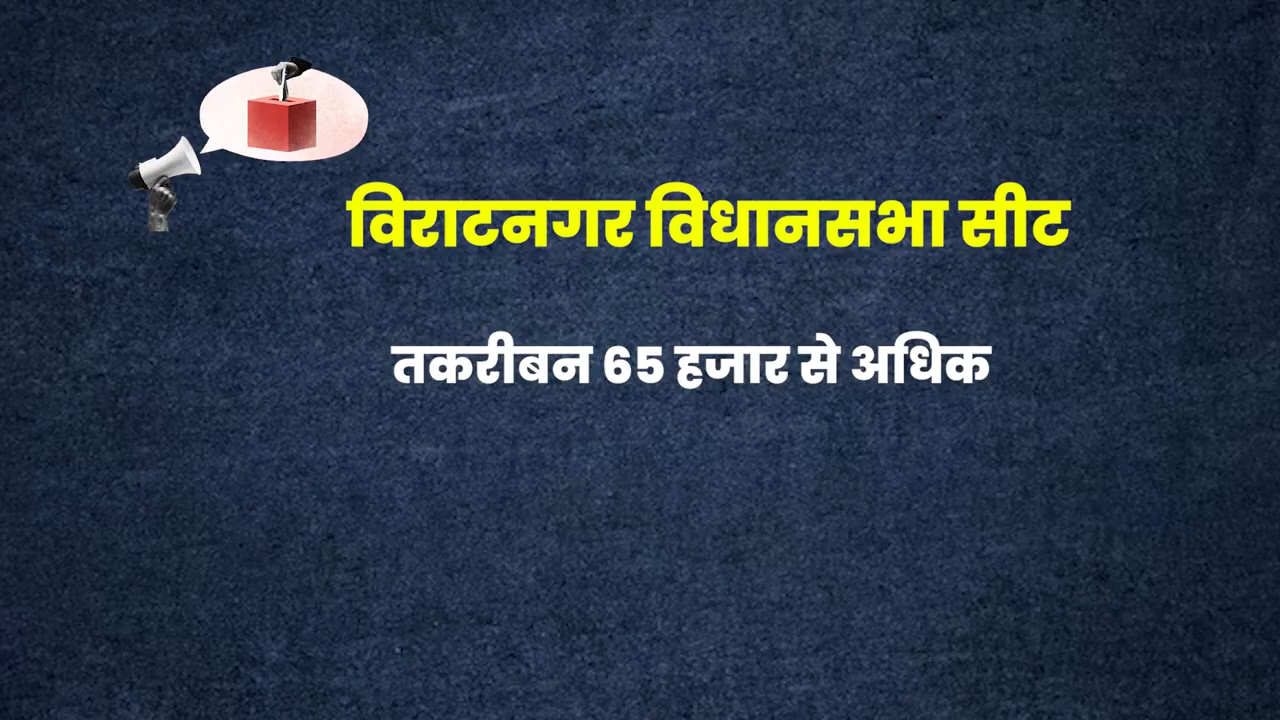 विराटनगर विधानसभा सीट
तकरीबन 65 हजार से अधिक